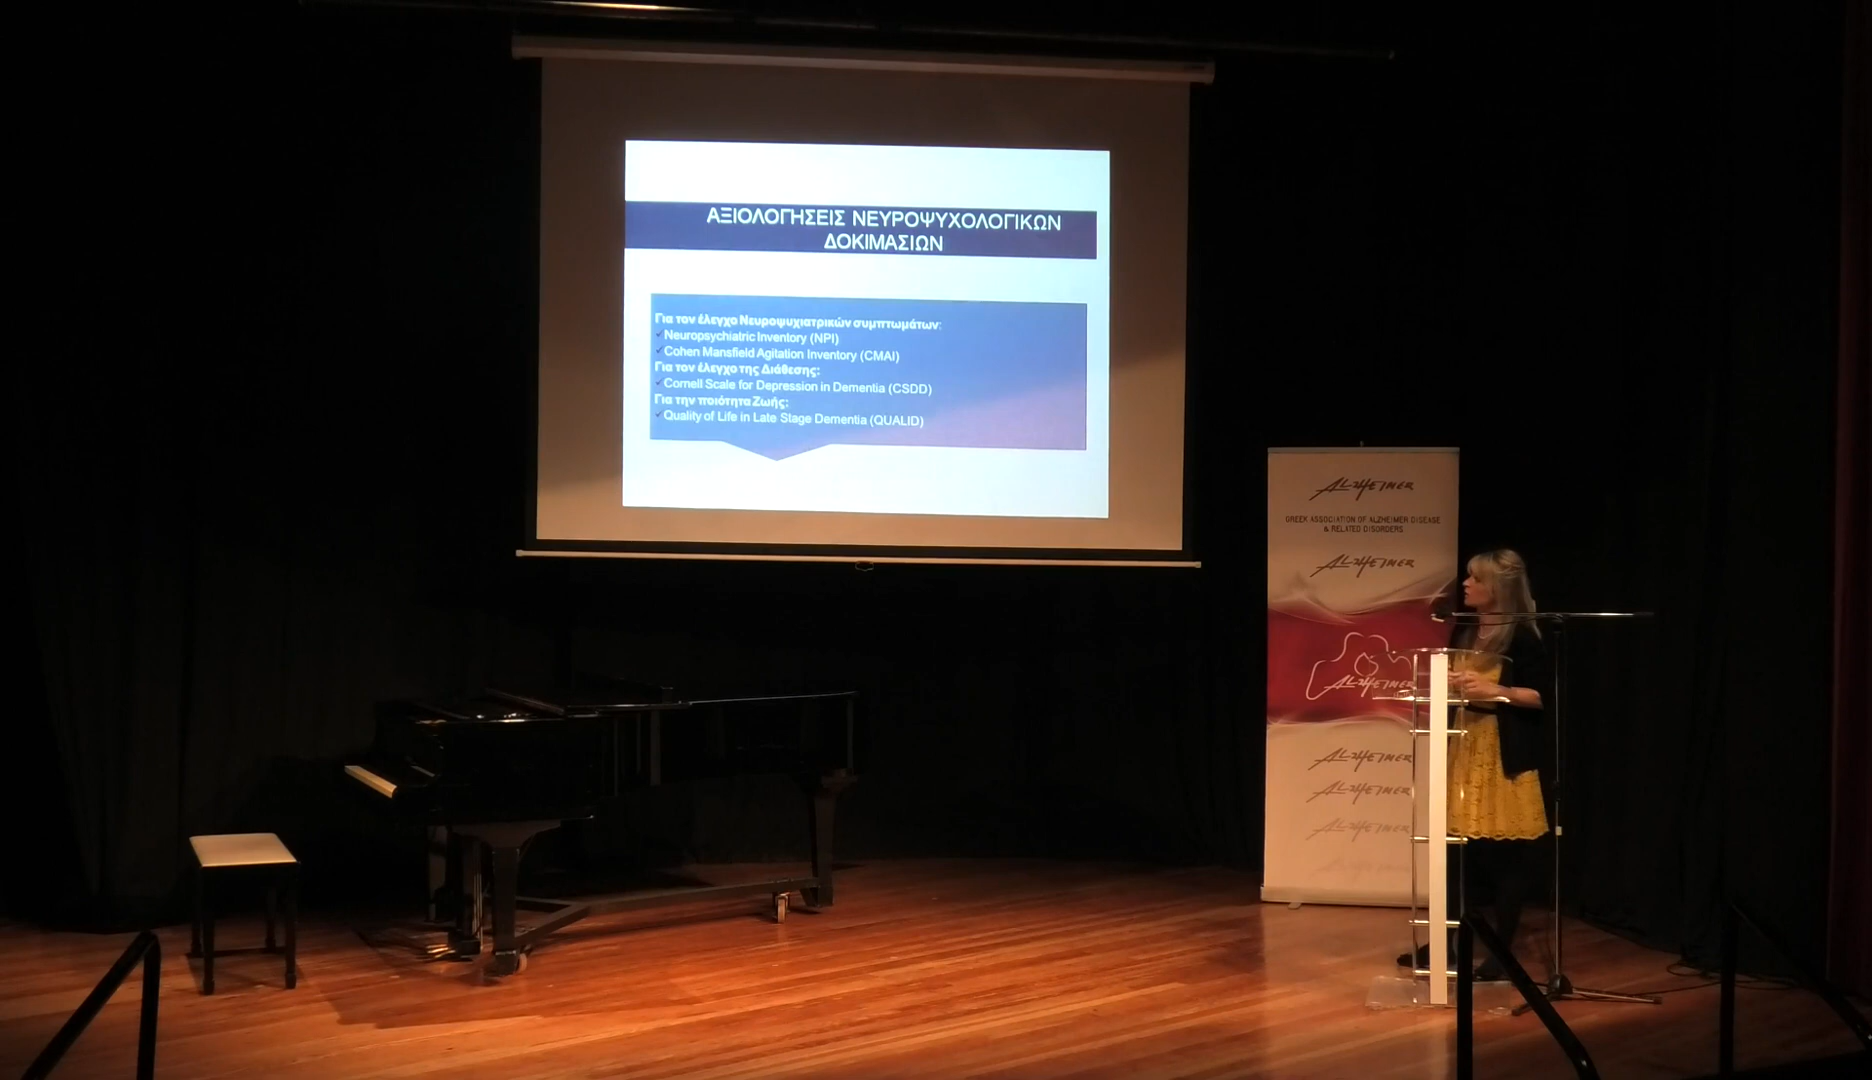 ΑΞΙΟΛΟΓΗΣΕΙΣ ΝΕΥΡΟΨΥΧΟΛΟΓΙΚΩΝ
ΔΟΚΙΜΑΣΙΩΝ
Για τον έλεγχο Νευροψυχιατρικών συμπτωμάτων:
Neuropsychiatric Inventory (NPI)
Cohen Mansfield Agitation Inventory (CMAI)
Για τον έλεγχο της Διάθεσης:
Cornell Scale for Depression in Dementia (CSDD)
Για την ποιότητα Ζωής:
Quality of Life in Late Stage Dementia (QUALID)
ALZHEIMER
GREEK ASSOCIATION OF ALZHEIMER DISEASE
& RELATED DISORDERS
ALZHEIMER
ALZHEIMER
ALZHEIMER
ALZHEIMER
ALZHEIMER